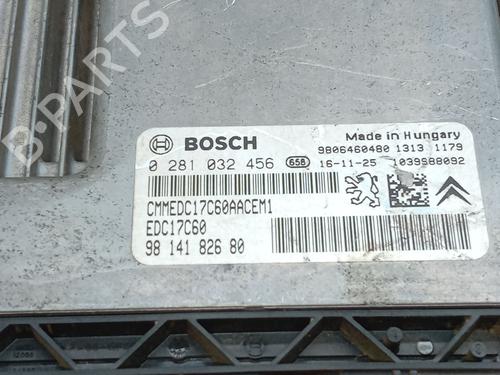 BOSCH
Made in Hungary
9806460480 1313 1179
0 281 032 456 658 16-11-25 1039S88092
CMMEDC17C60AACEM1
EDC17C60
98 141 826 80
B-PARTS